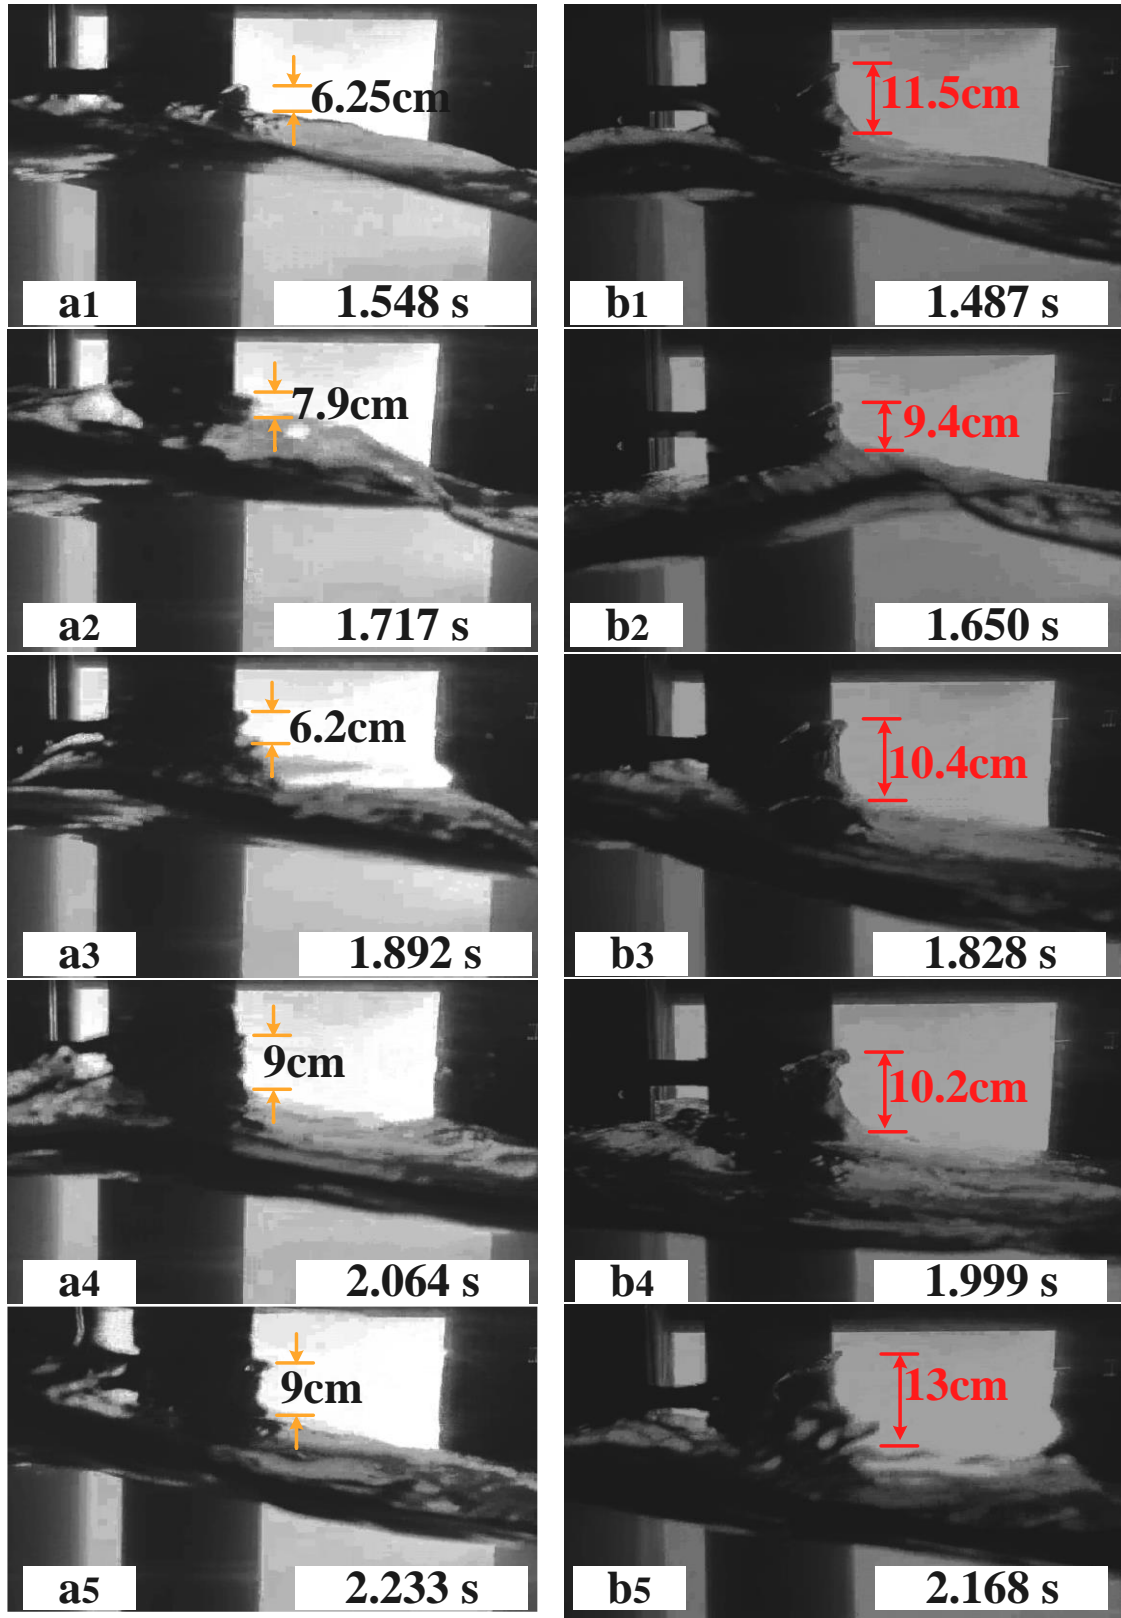 6.25cm
a1
1.548 s
11.5cm
b1
1.487 s
7.9cm
a2
1.717 s
9.4cm
b2
1.650 s
6.2cm
a3
1.892 s
10.4cm
b3
1.828 s
9cm
a4
2.064 s
10.2cm
b4
1.999 s
9cm
a5
2.233 s
13cm
b5
2.168 s